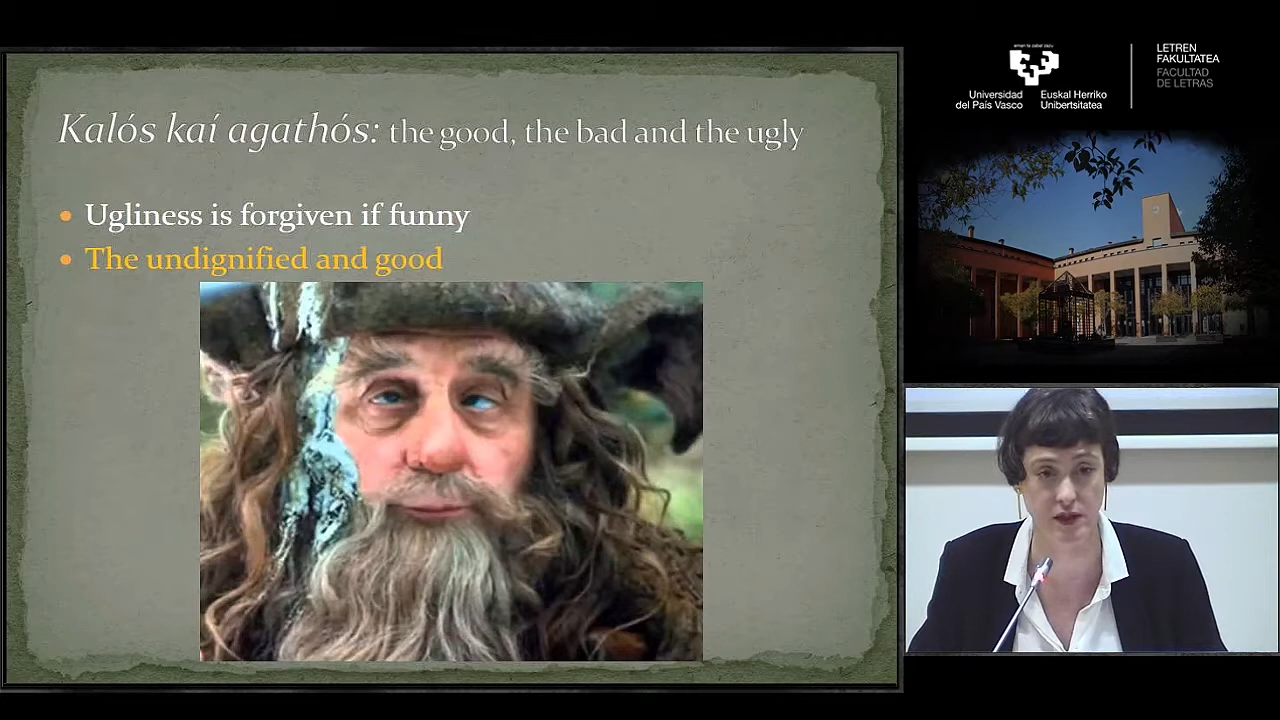 Kalós kaí agathós: the good, the bad and the ugly
Ugliness is forgiven if funny
The undignified and good
Universidad
del País Vasco
Euskal Herriko
Unibertsitatea
LETREN
FAKULTATEA
FACULTAD
DE LETRAS